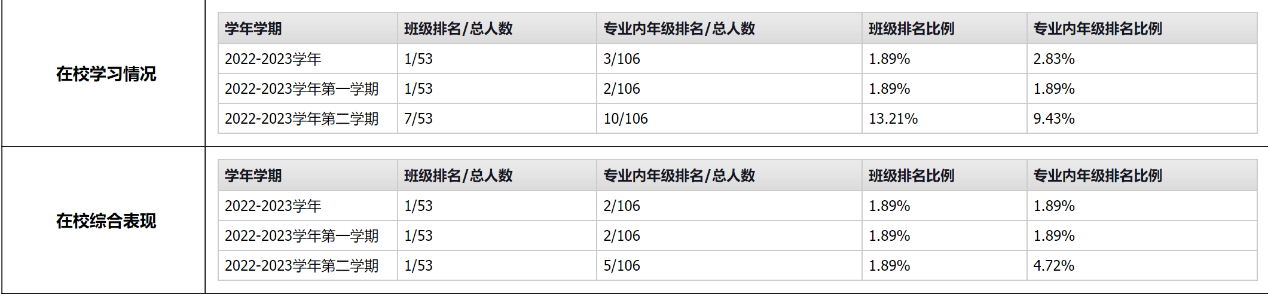 在校学习情况
学年学期 班级排名/总人数 专业内年级排名/总人数 班级排名比例 专业内年级排名比例
2022-2023学年 1/53 3/106 1.89% 2.83%
2022-2023学年第一学期 1/53 2/106 1.89% 1.89%
2022-2023学年第二学期 7/53 10/106 13.21% 9.43%
在校综合表现
学年学期 班级排名/总人数 专业内年级排名/总人数 班级排名比例 专业内年级排名比例
2022-2023学年 1/53 2/106 1.89% 1.89%
2022-2023学年第一学期 1/53 2/106 1.89% 1.89%
2022-2023学年第二学期 1/53 5/106 1.89% 4.72%